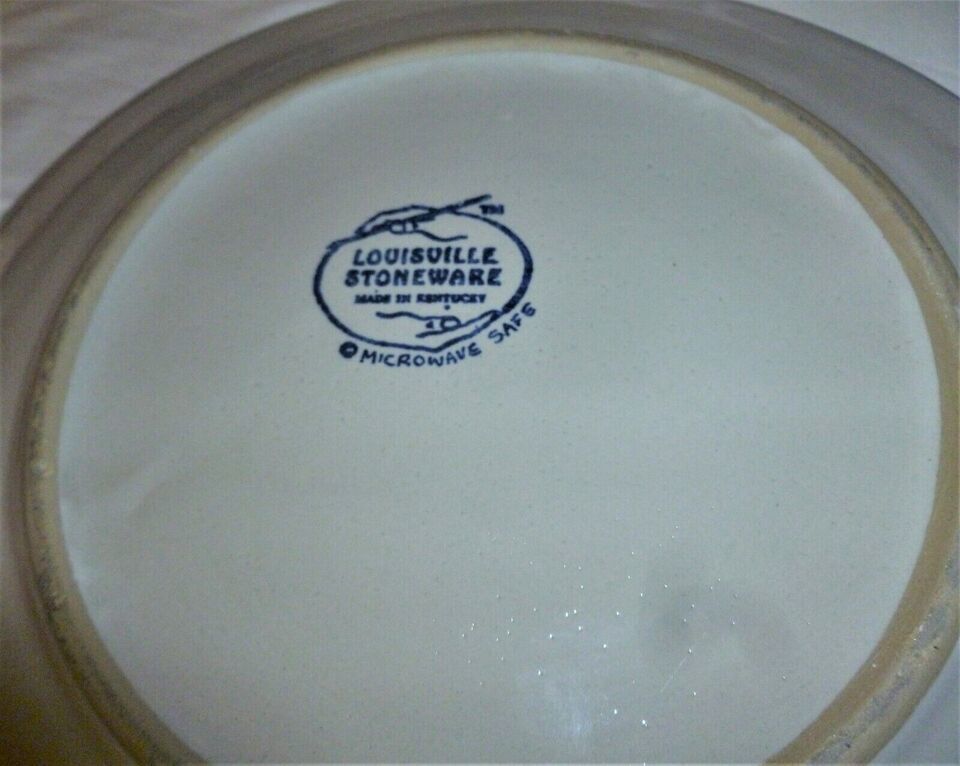 TM
LOUISVILLE
STONEWARE
MADE IN KENTUCKY
© MICROWAVE SAFE